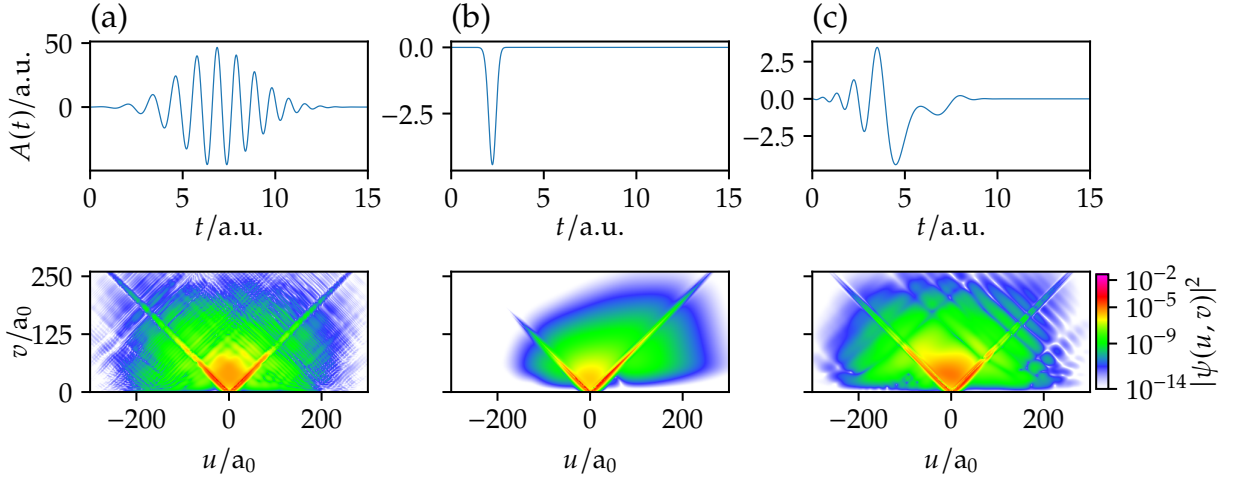 (a) (b) (c)
A(t)/a.u.
50
0
0.0
−2.5
2.5
0.0
−2.5
0 5 10 15
0 5 10 15
0 5 10 15
t/a.u. t/a.u. t/a.u.
v/a₀
250
125
0
−200 0 200
−200 0 200
−200 0 200
u/a₀ u/a₀ u/a₀
10⁻²
10⁻⁵
10⁻⁹
10⁻¹⁴
|ψ(u, v)|²